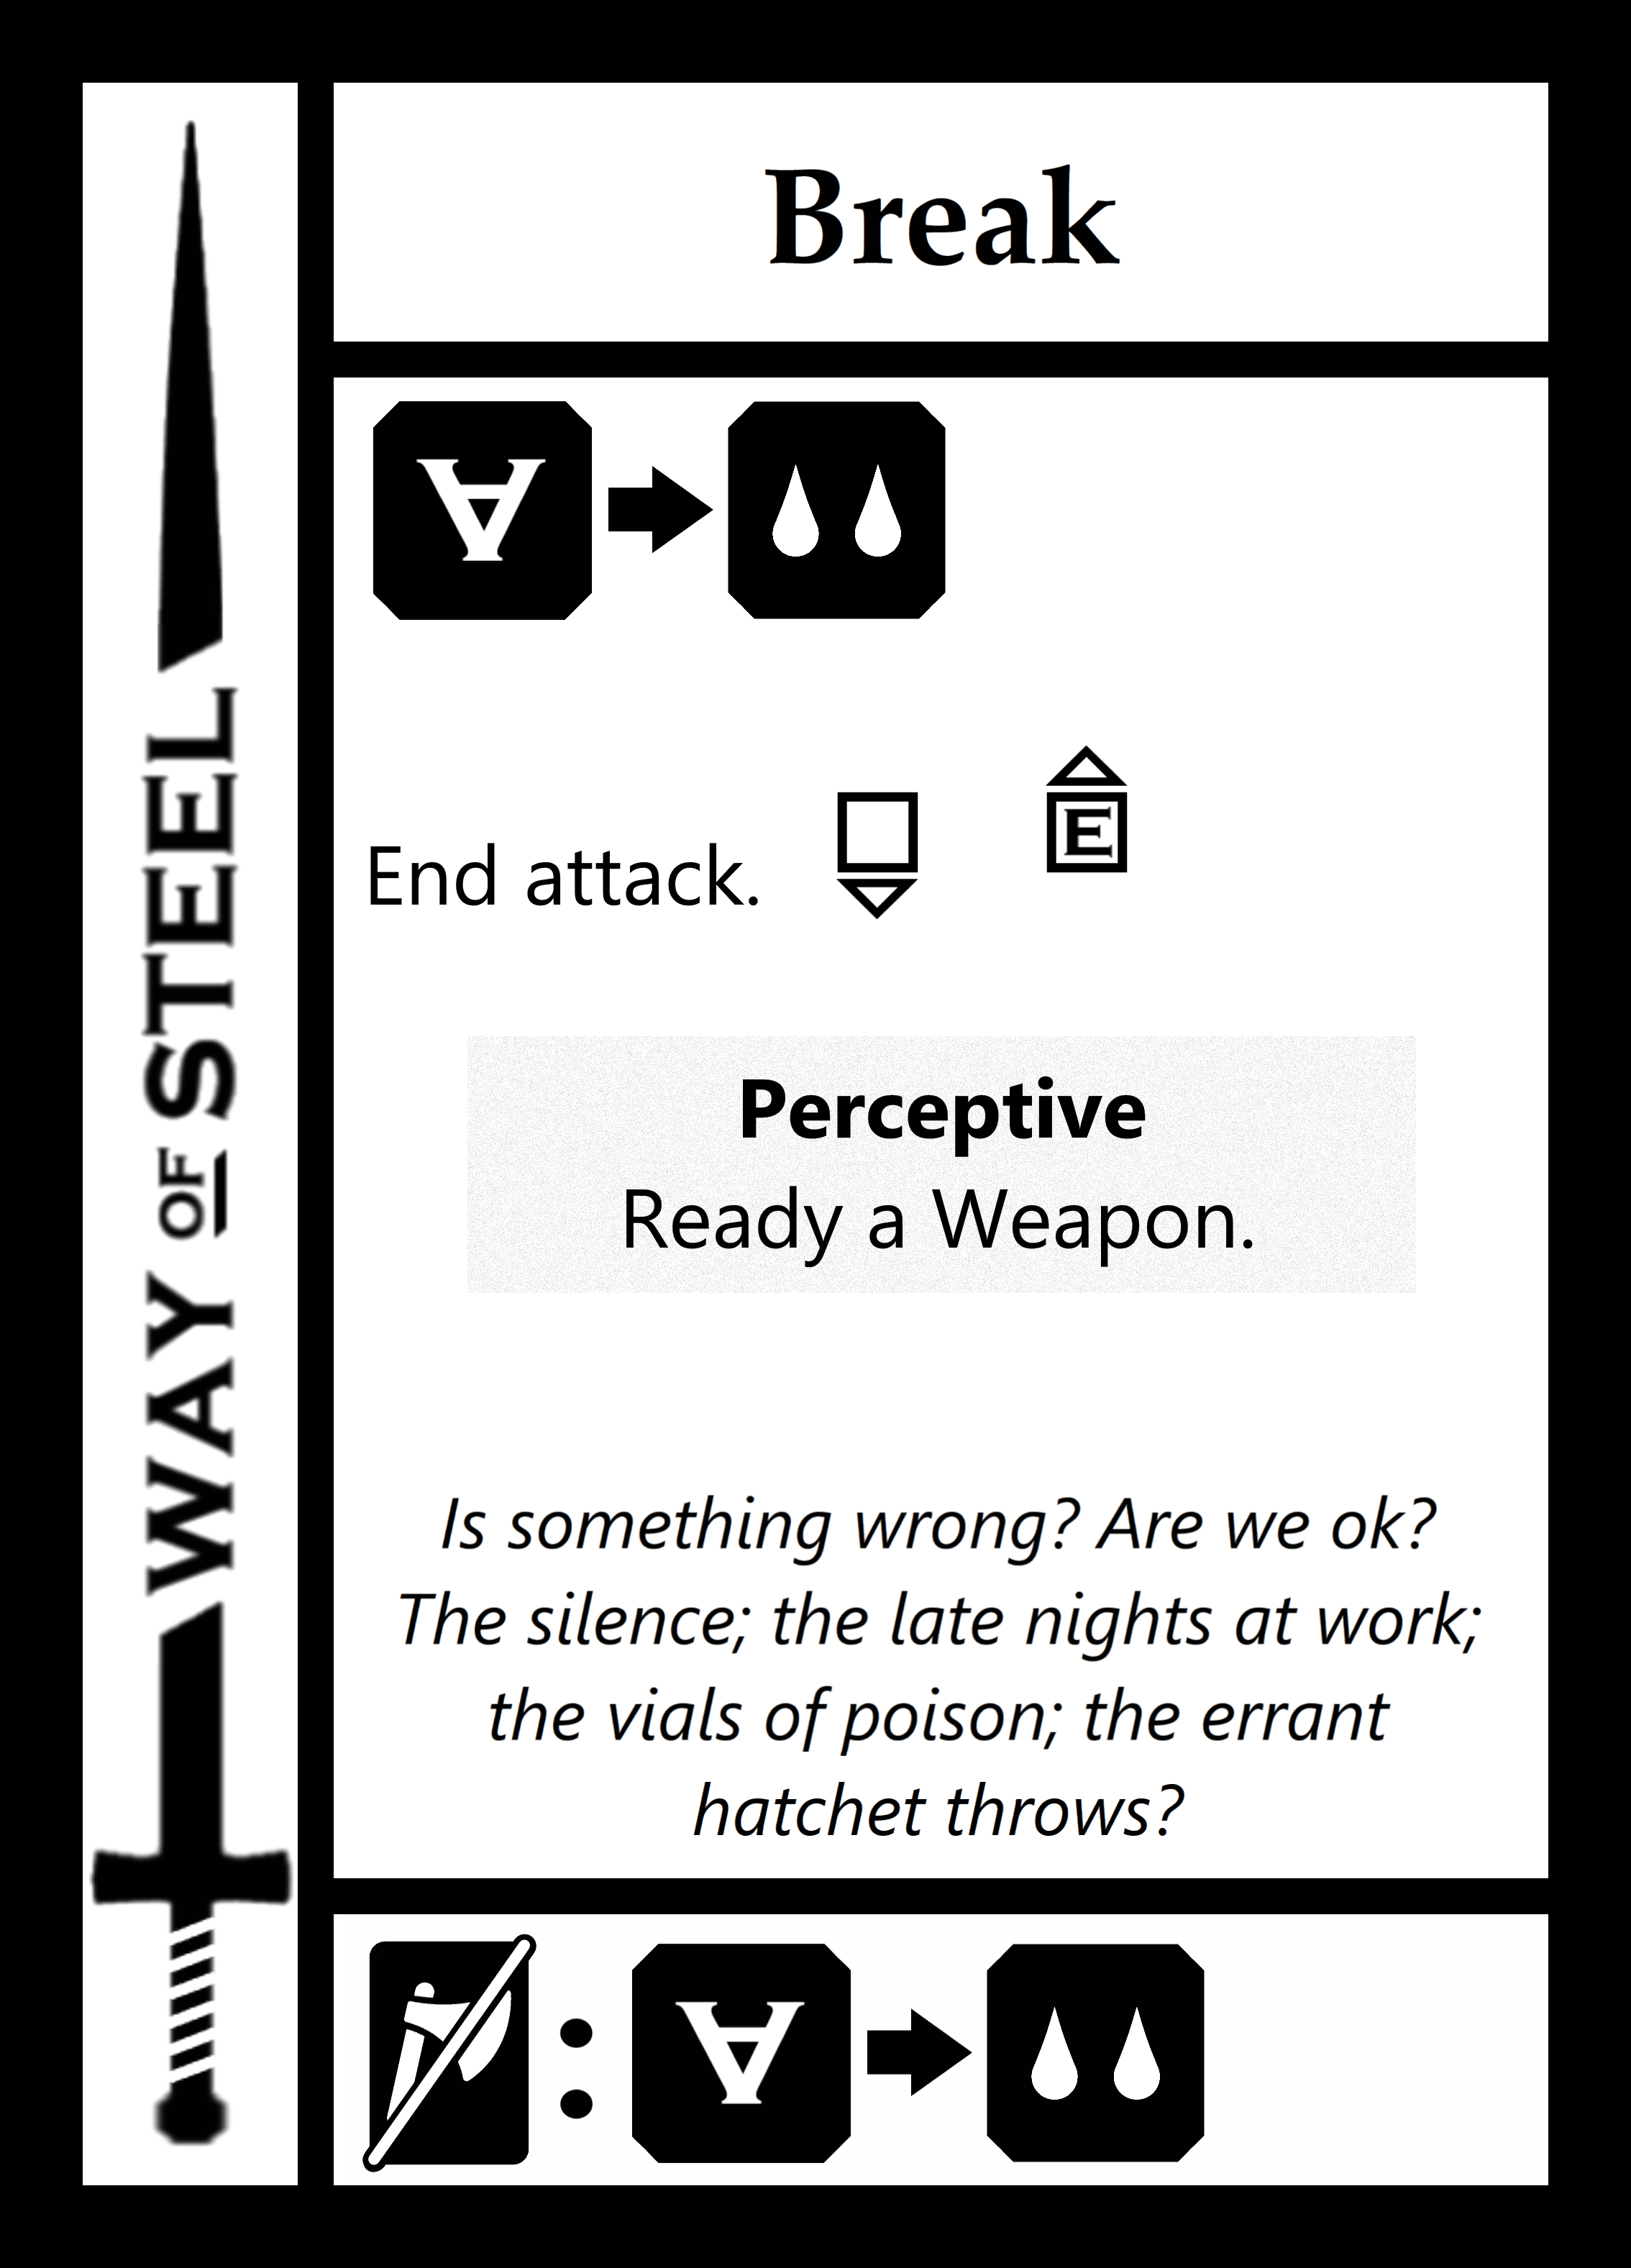 WAY OF STEEL
Break
∀
End attack.
E
Perceptive
Ready a Weapon.
Is something wrong? Are we ok?
The silence; the late nights at work;
the vials of poison; the errant
hatchet throws?
: ∀